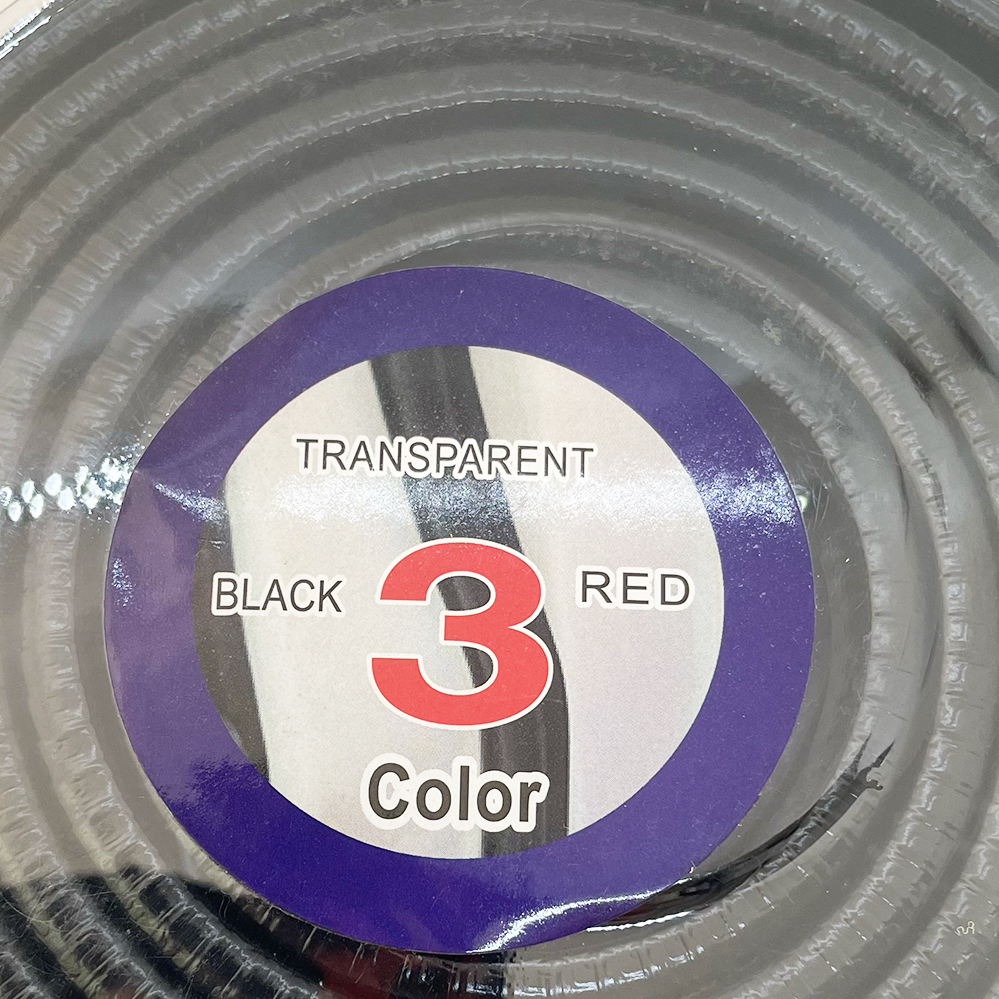 TRANSPARENT
BLACK 3 RED
Color